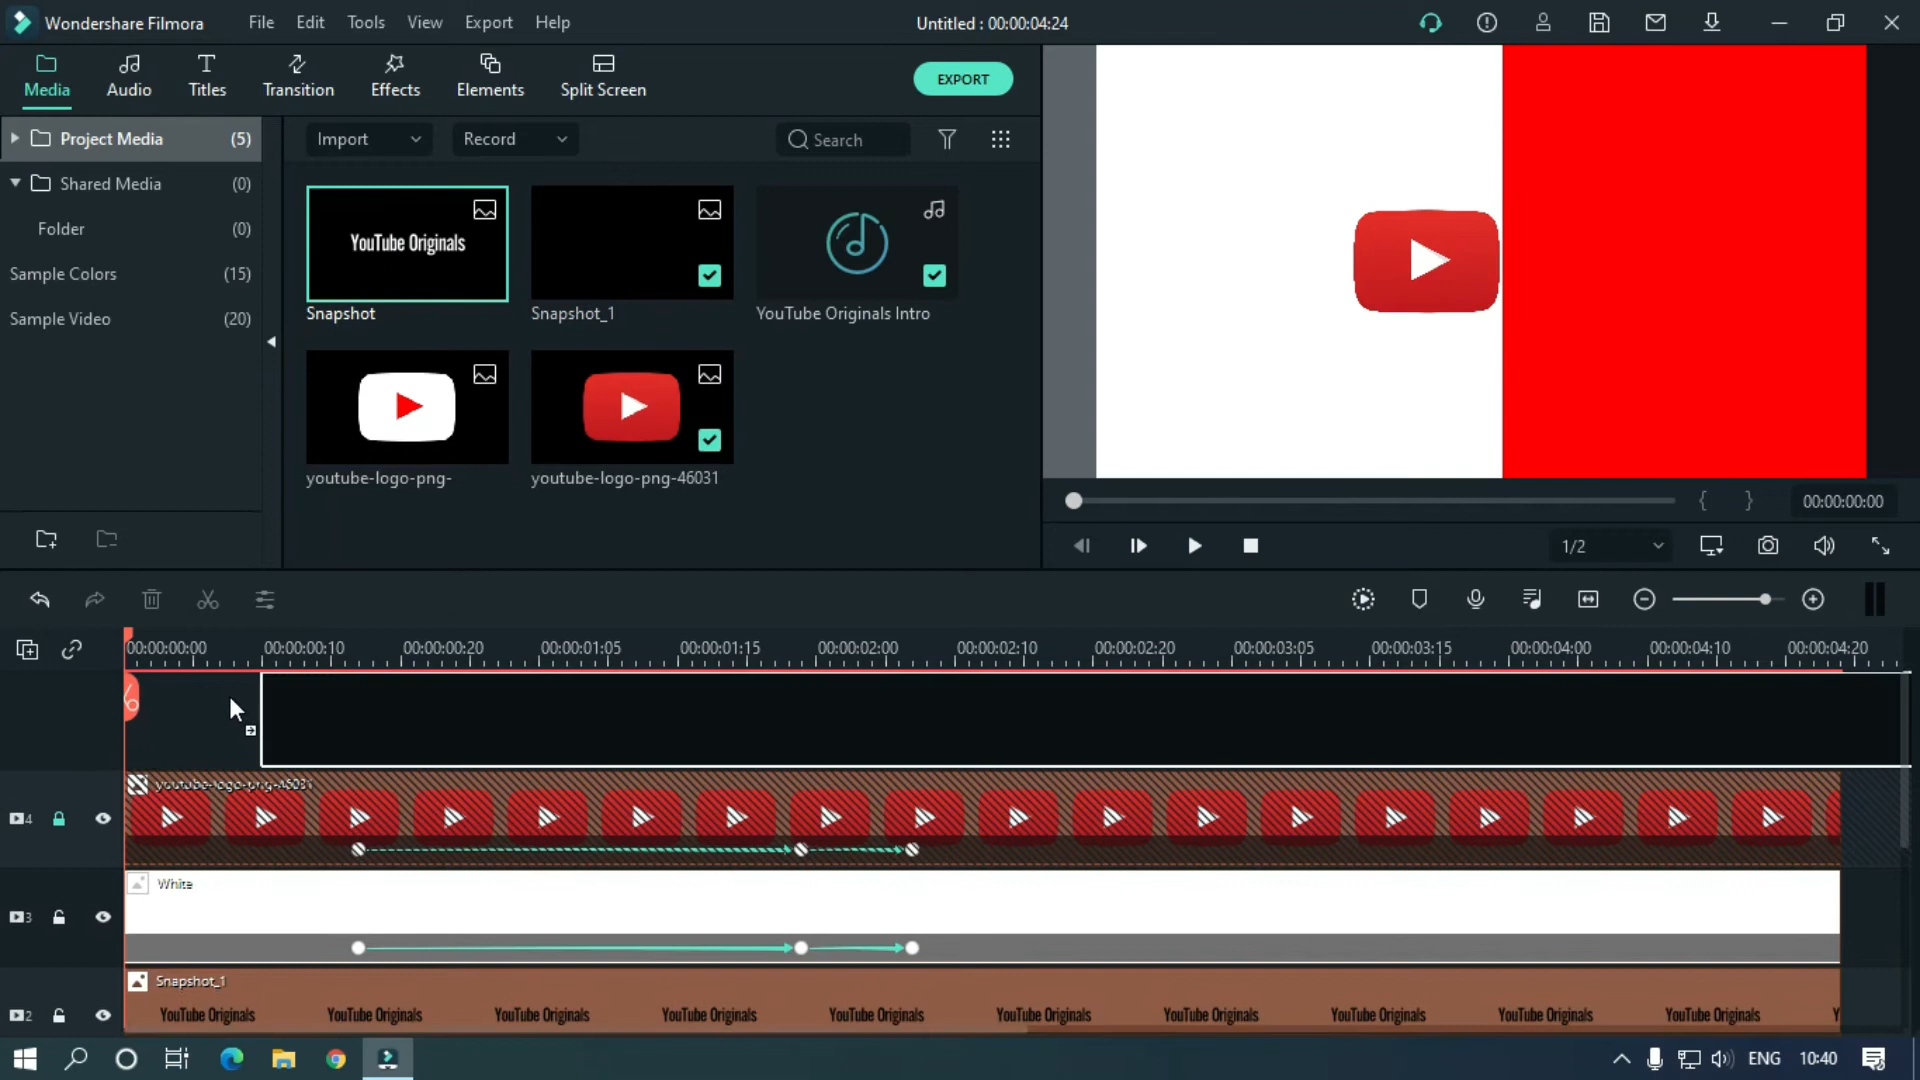 Wondershare Filmora
File Edit Tools View Export Help
Untitled : 00:00:04:24
Media Audio Titles Transition Effects Elements Split Screen
EXPORT
Project Media (5)
Import Record Search
Shared Media (0)
Folder (0)
Sample Colors (15)
Sample Video (20)
YouTube Originals
Snapshot
Snapshot_1
YouTube Originals Intro
youtube-logo-png-
youtube-logo-png-46031
00:00:00:00
1/2
00:00:00:00 00:00:00:10 00:00:00:20 00:00:01:05 00:00:01:15 00:00:02:00 00:00:02:10 00:00:02:20 00:00:03:05 00:00:03:15 00:00:04:00 00:00:04:10 00:00:04:20
youtube-logo-png-46031
4
White
3
Snapshot_1
2
YouTube Originals YouTube Originals YouTube Originals YouTube Originals YouTube Originals YouTube Originals YouTube Originals YouTube Originals YouTube Originals YouTube Originals Y
ENG 10:40